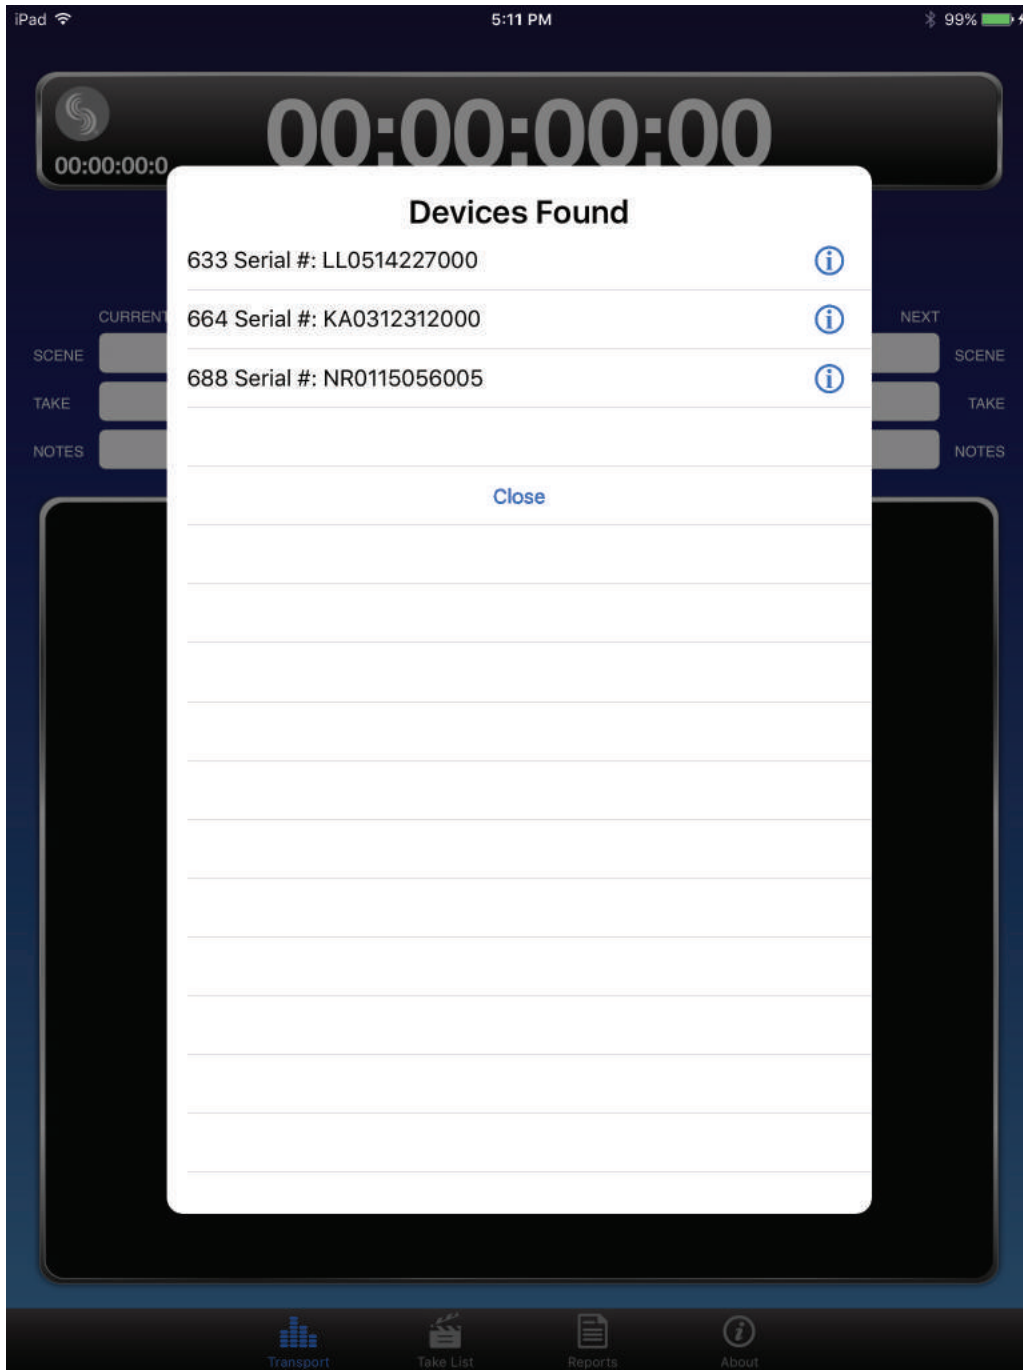 iPad 5:11 PM 99%
00:00:00:00
00:00:00:0
Devices Found
633 Serial #: LL0514227000
664 Serial #: KA0312312000
688 Serial #: NR0115056005
Close
CURRENT NEXT
SCENE SCENE
TAKE TAKE
NOTES NOTES
Transport Take List Reports About